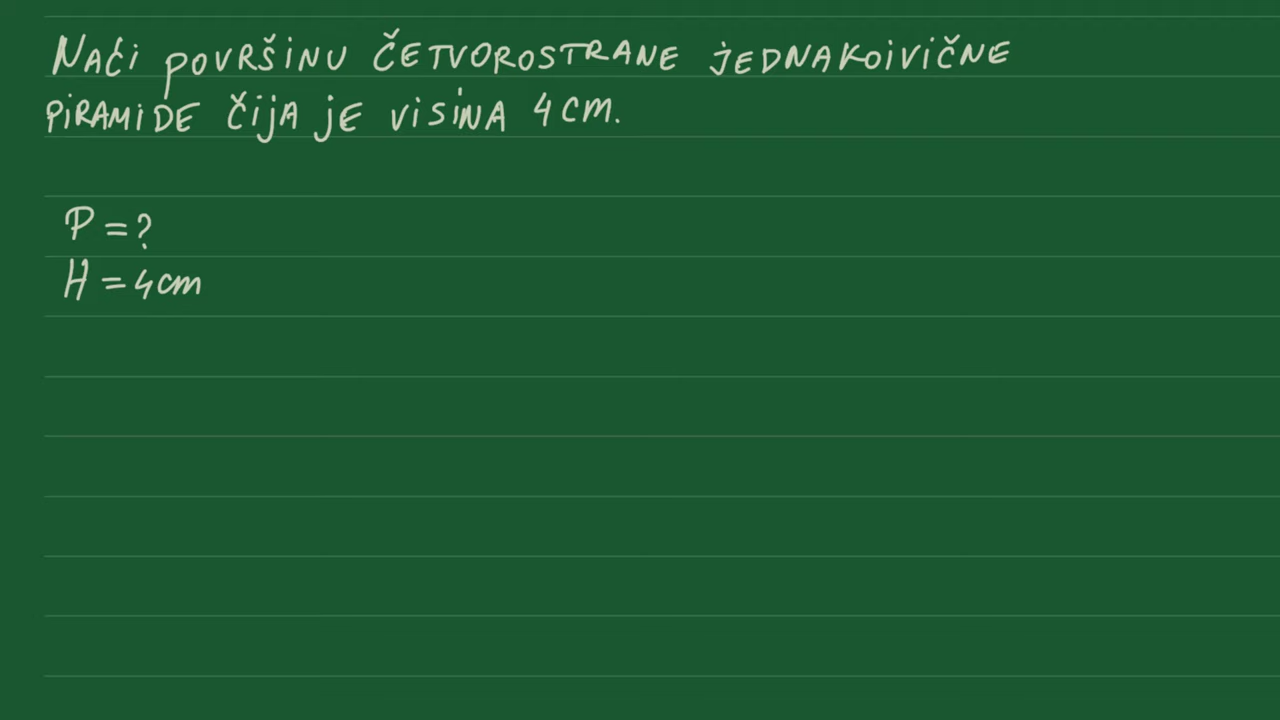 Naći površinu četvorostrane jednakoivične
piramide čija je visina 4cm.
P = ?
H = 4cm